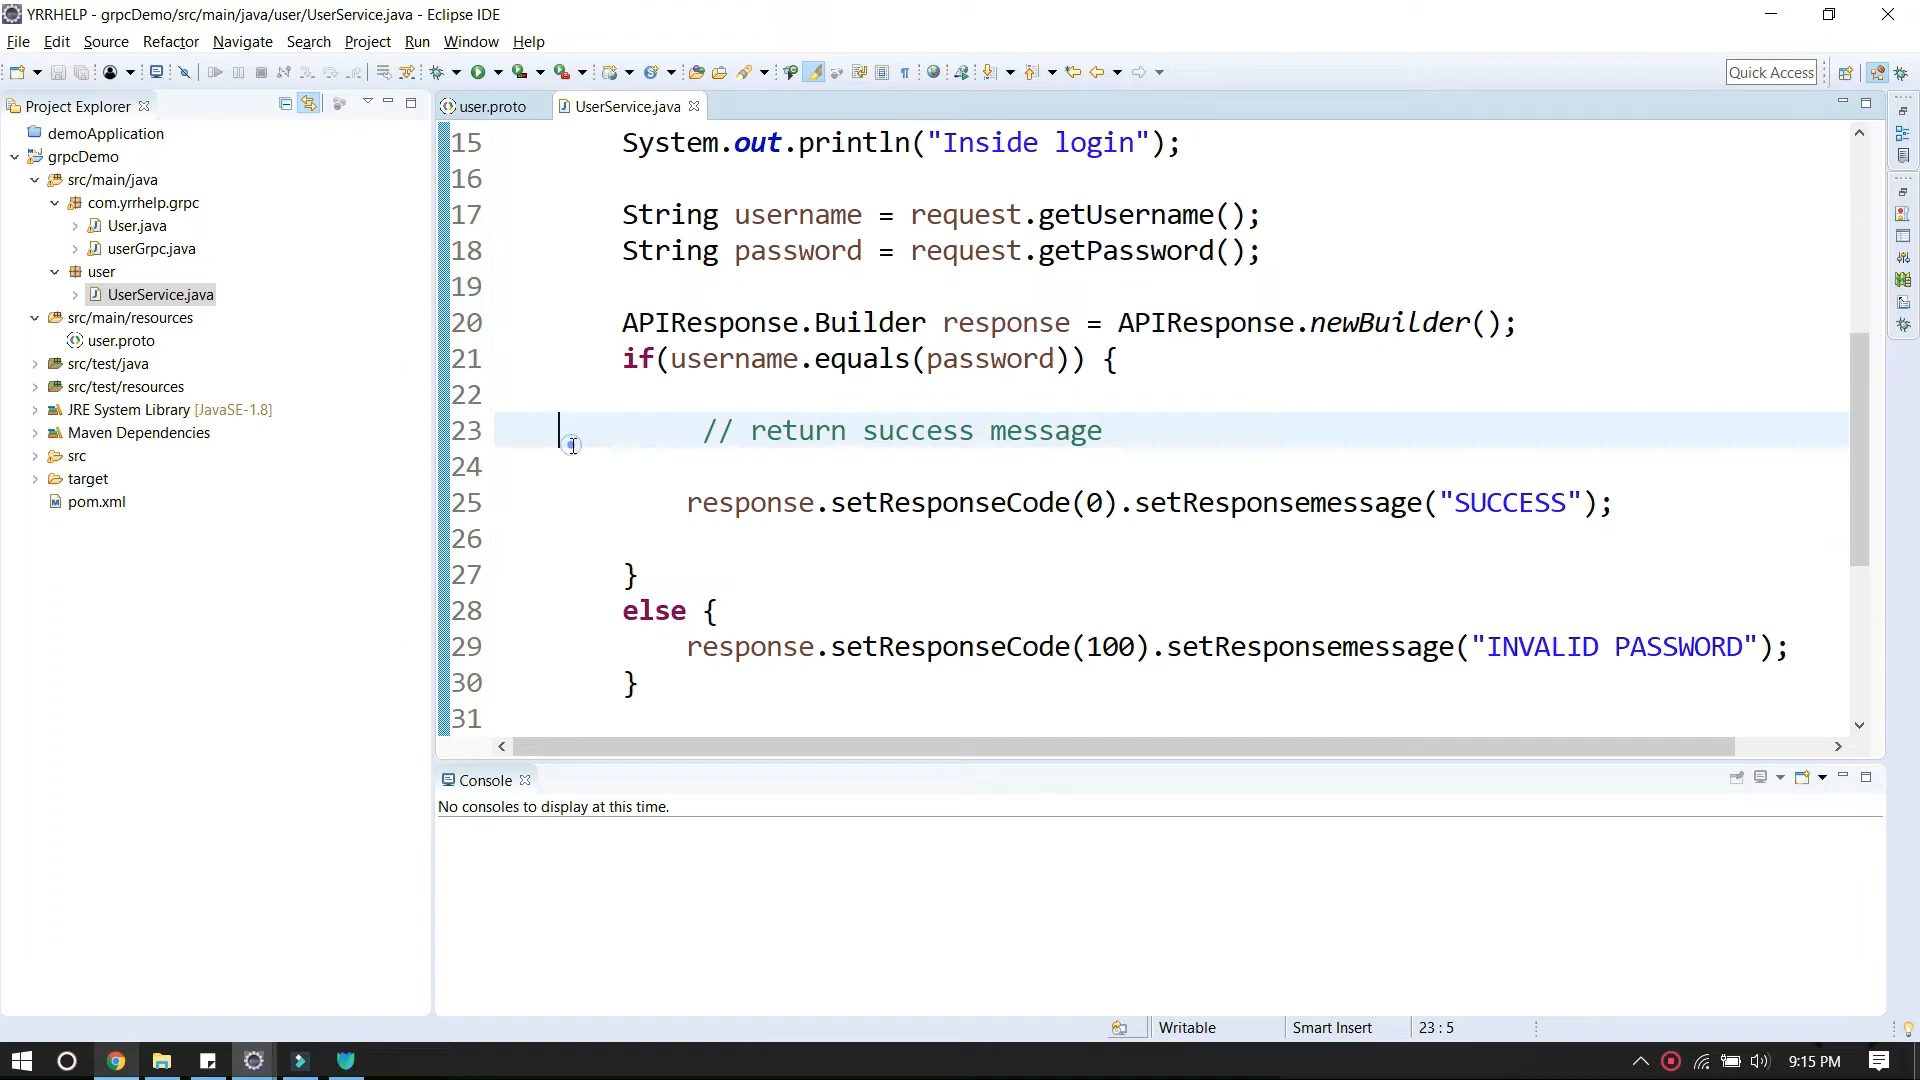 YRRHELP - grpcDemo/src/main/java/user/UserService.java - Eclipse IDE
File Edit Source Refactor Navigate Search Project Run Window Help
Quick Access
Project Explorer
user.proto
UserService.java
demoApplication
grpcDemo
src/main/java
com.yrrhelp.grpc
User.java
userGrpc.java
user
UserService.java
src/main/resources
user.proto
src/test/java
src/test/resources
JRE System Library [JavaSE-1.8]
Maven Dependencies
src
target
pom.xml
15 System.out.println("Inside login");
16
17 String username = request.getUsername();
18 String password = request.getPassword();
19
20 APIResponse.Builder response = APIResponse.newBuilder();
21 if(username.equals(password)) {
22
23 // return success message
24
25 response.setResponseCode(0).setResponsemessage("SUCCESS");
26
27 }
28 else {
29 response.setResponseCode(100).setResponsemessage("INVALID PASSWORD");
30 }
31
Console
No consoles to display at this time.
Writable Smart Insert 23 : 5
9:15 PM